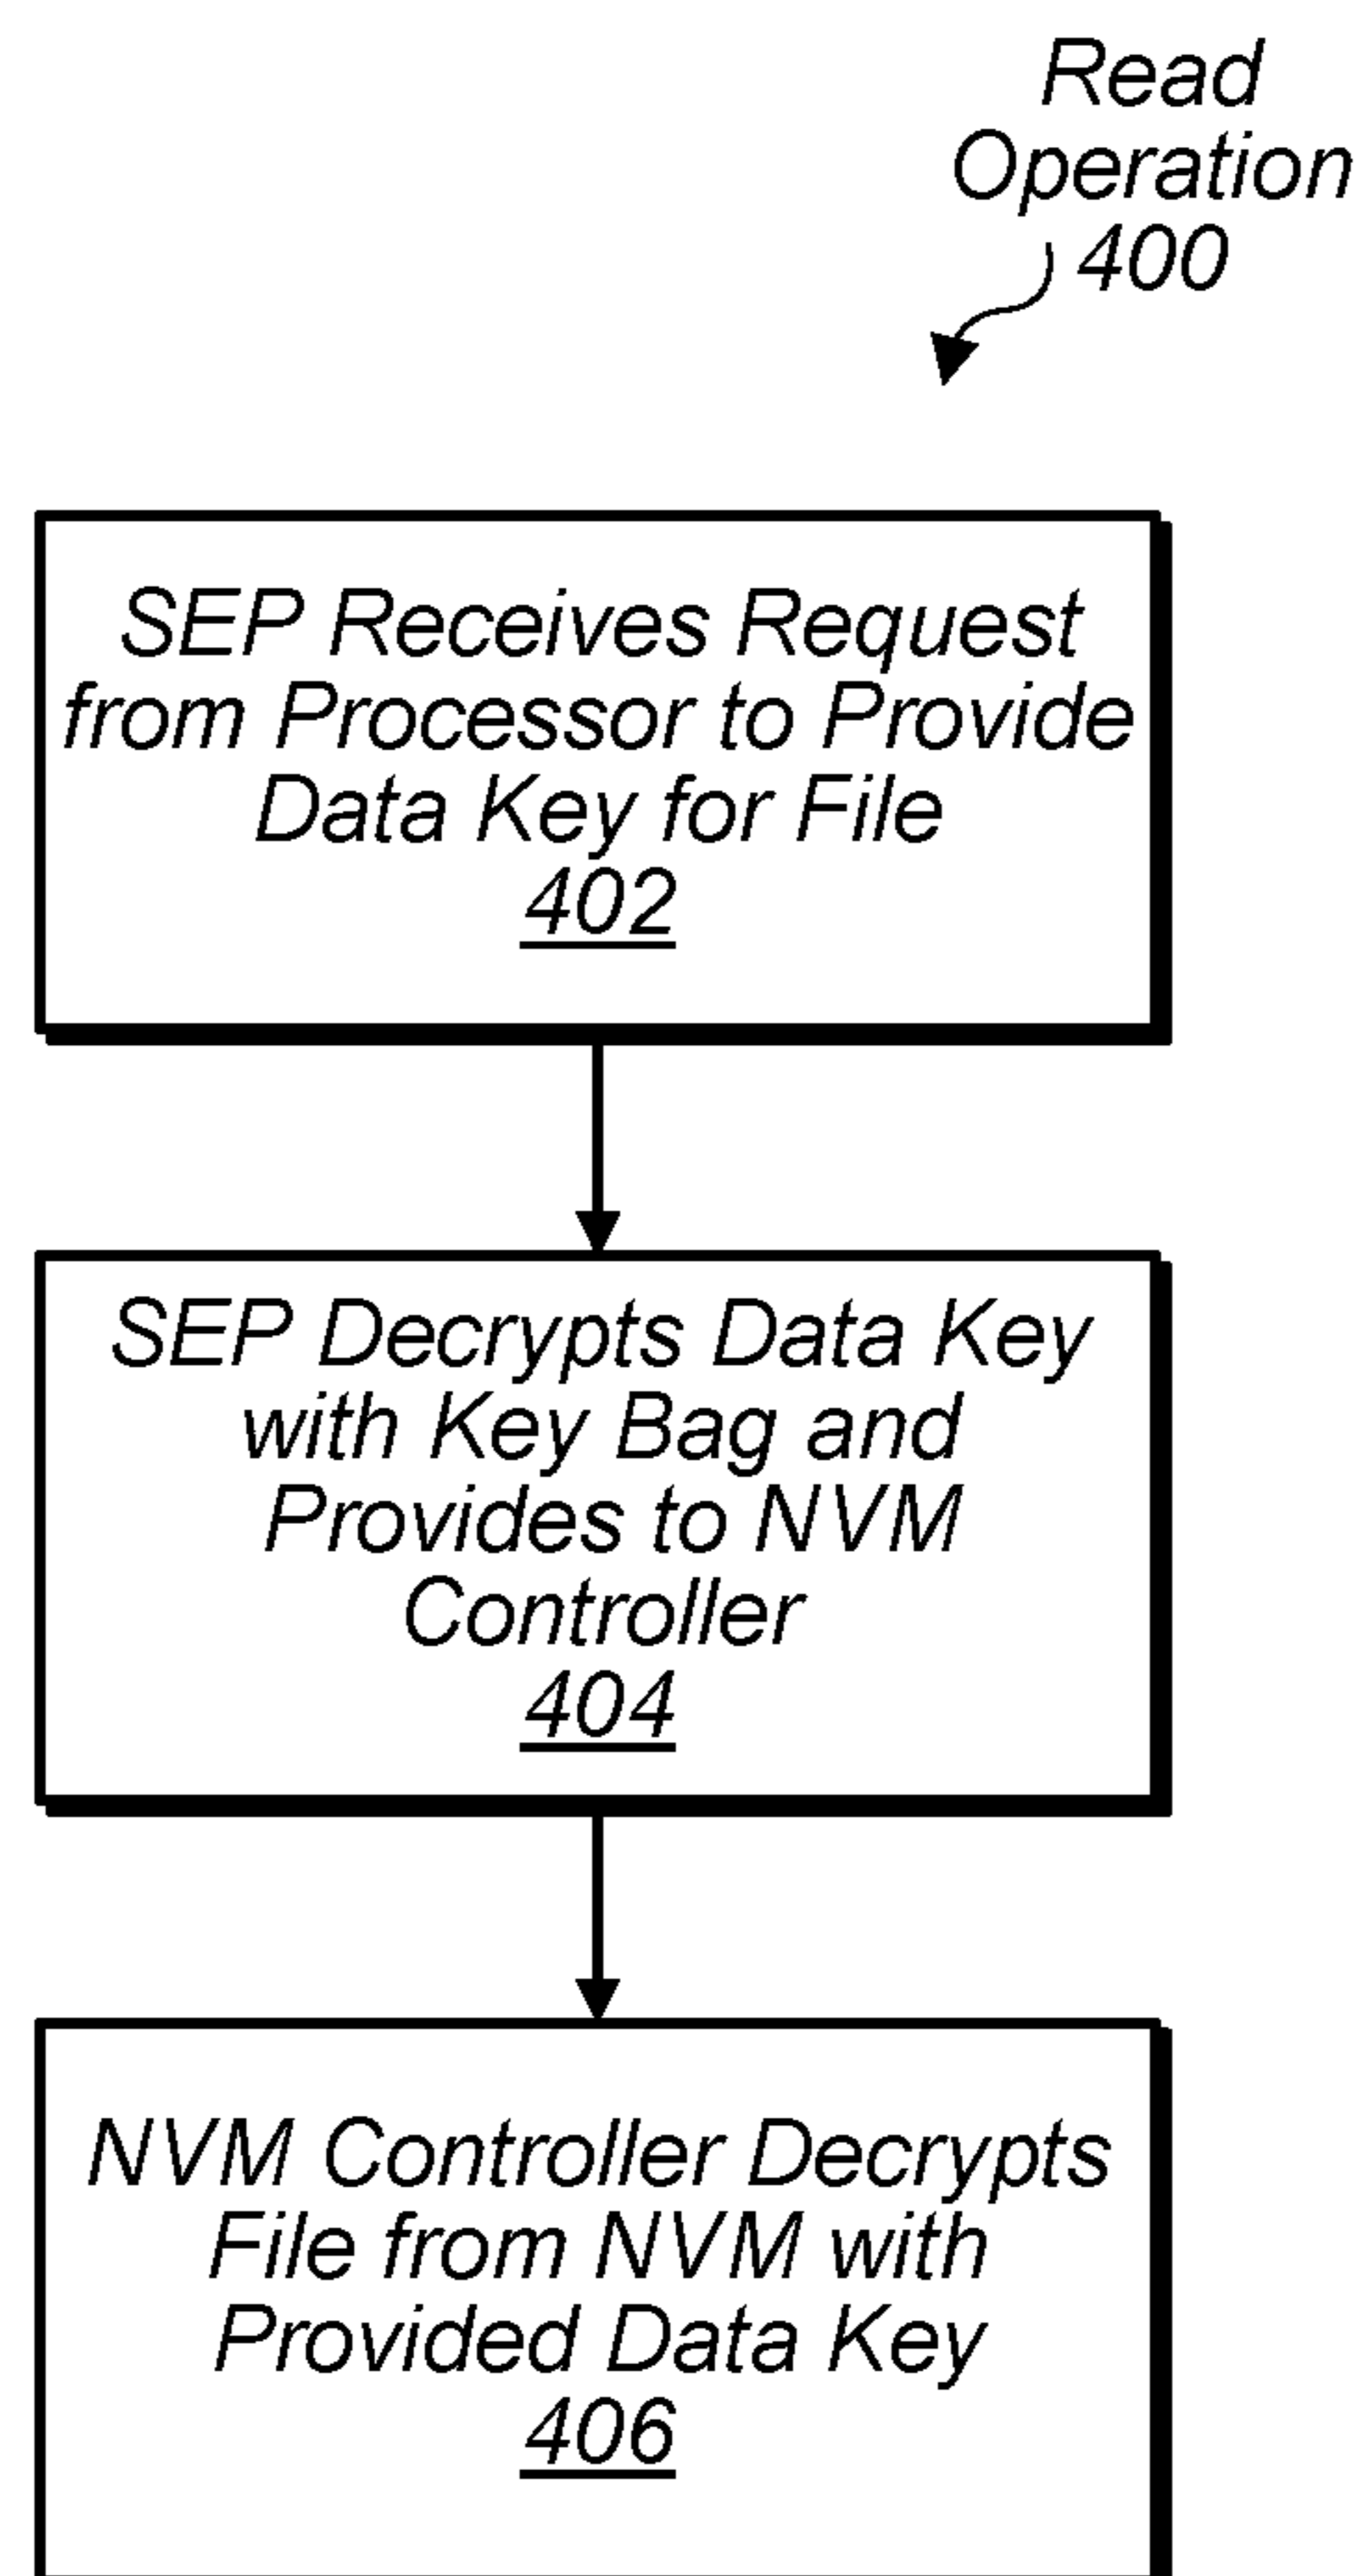 Read
Operation
400
SEP Receives Request
from Processor to Provide
Data Key for File
402
SEP Decrypts Data Key
with Key Bag and
Provides to NVM
Controller
404
NVM Controller Decrypts
File from NVM with
Provided Data Key
406